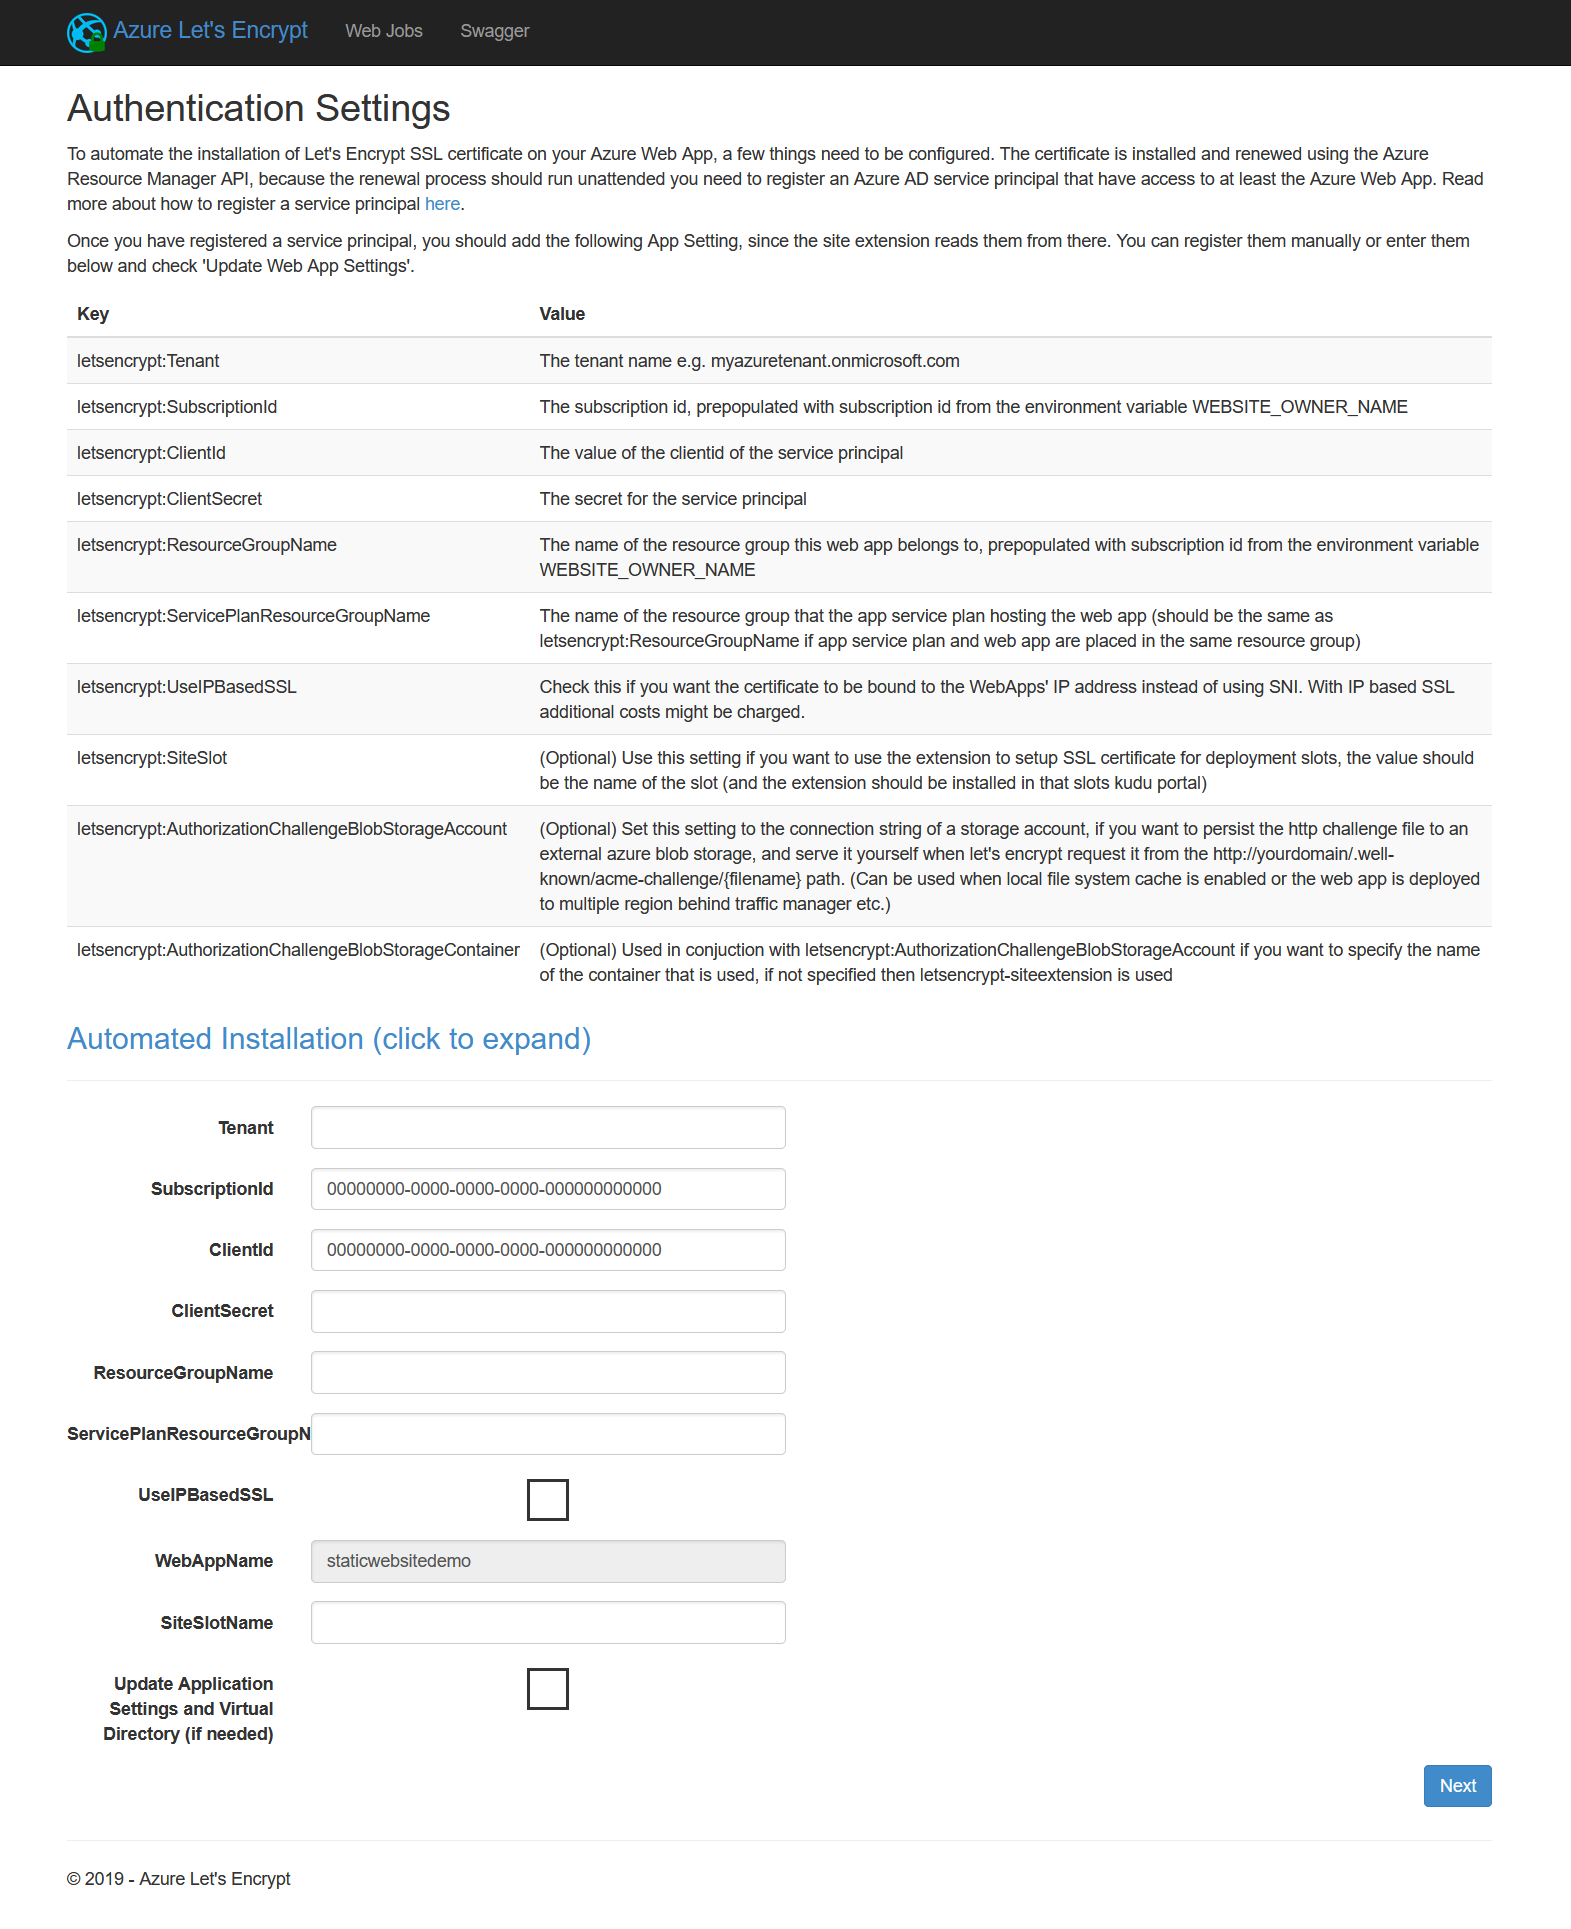 Azure Let's Encrypt Web Jobs Swagger
Authentication Settings
To automate the installation of Let's Encrypt SSL certificate on your Azure Web App, a few things need to be configured. The certificate is installed and renewed using the Azure
Resource Manager API, because the renewal process should run unattended you need to register an Azure AD service principal that have access to at least the Azure Web App. Read
more about how to register a service principal here.
Once you have registered a service principal, you should add the following App Setting, since the site extension reads them from there. You can register them manually or enter them
below and check 'Update Web App Settings'.
Key Value
letsencrypt:Tenant The tenant name e.g. myazuretenant.onmicrosoft.com
letsencrypt:SubscriptionId The subscription id, prepopulated with subscription id from the environment variable WEBSITE_OWNER_NAME
letsencrypt:ClientId The value of the clientid of the service principal
letsencrypt:ClientSecret The secret for the service principal
letsencrypt:ResourceGroupName The name of the resource group this web app belongs to, prepopulated with subscription id from the environment variable
WEBSITE_OWNER_NAME
letsencrypt:ServicePlanResourceGroupName The name of the resource group that the app service plan hosting the web app (should be the same as
letsencrypt:ResourceGroupName if app service plan and web app are placed in the same resource group)
letsencrypt:UseIPBasedSSL Check this if you want the certificate to be bound to the WebApps' IP address instead of using SNI. With IP based SSL
additional costs might be charged.
letsencrypt:SiteSlot (Optional) Use this setting if you want to use the extension to setup SSL certificate for deployment slots, the value should
be the name of the slot (and the extension should be installed in that slots kudu portal)
letsencrypt:AuthorizationChallengeBlobStorageAccount (Optional) Set this setting to the connection string of a storage account, if you want to persist the http challenge file to an
external azure blob storage, and serve it yourself when let's encrypt request it from the http://yourdomain/.well-
known/acme-challenge/{filename} path. (Can be used when local file system cache is enabled or the web app is deployed
to multiple region behind traffic manager etc.)
letsencrypt:AuthorizationChallengeBlobStorageContainer (Optional) Used in conjuction with letsencrypt:AuthorizationChallengeBlobStorageAccount if you want to specify the name
of the container that is used, if not specified then letsencrypt-siteextension is used
Automated Installation (click to expand)
Tenant
SubscriptionId 00000000-0000-0000-0000-000000000000
ClientId 00000000-0000-0000-0000-000000000000
ClientSecret
ResourceGroupName
ServicePlanResourceGroupN
UseIPBasedSSL
WebAppName staticwebsitedemo
SiteSlotName
Update Application
Settings and Virtual
Directory (if needed)
Next
© 2019 - Azure Let's Encrypt